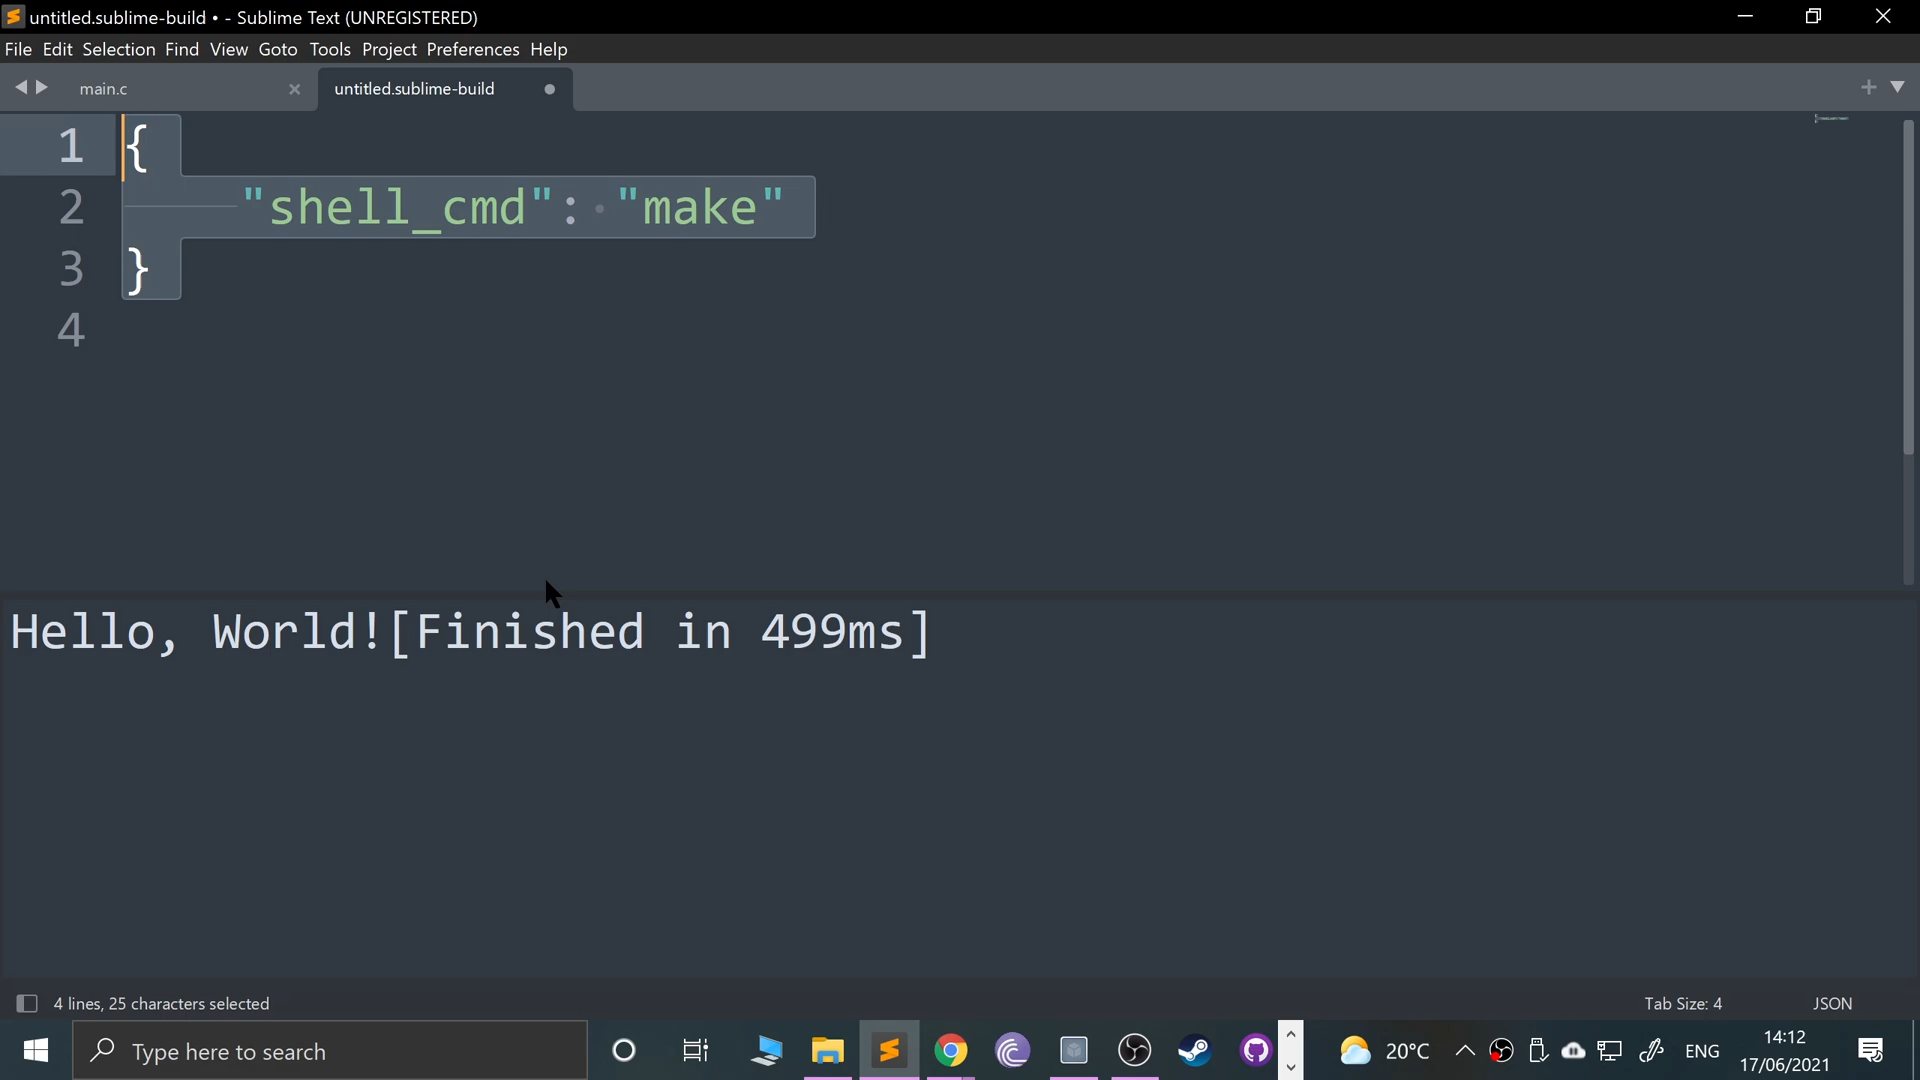 untitled.sublime-build • - Sublime Text (UNREGISTERED)
File Edit Selection Find View Goto Tools Project Preferences Help
main.c untitled.sublime-build
1 {
2 "shell_cmd": "make"
3 }
4
Hello, World![Finished in 499ms]
4 lines, 25 characters selected Tab Size: 4 JSON
Type here to search 20°C ENG 14:12
17/06/2021